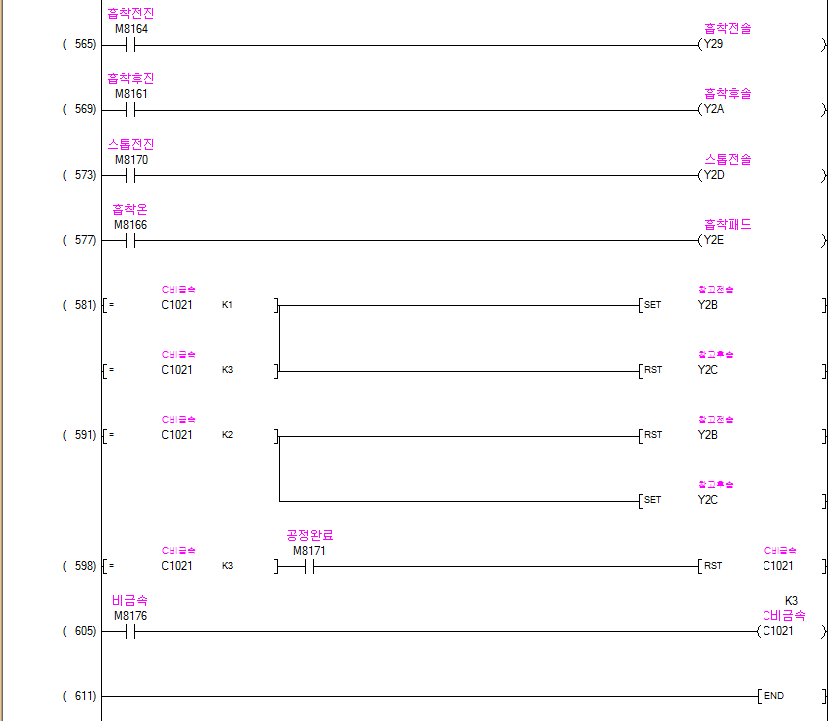 흡착전진
M8164
흡착전솔
( 565)
(Y29 )
흡착후진
M8161
흡착후솔
( 569)
(Y2A )
스톱전진
M8170
스톱전솔
( 573)
(Y2D )
흡착온
M8166
흡착패드
( 577)
(Y2E )
C비금속 창고전솔
( 581) [= C1021 K1 ] [SET Y2B ]
C비금속 창고후솔
[= C1021 K3 ] [RST Y2C ]
C비금속 창고전솔
( 591) [= C1021 K2 ] [RST Y2B ]
창고후솔
[SET Y2C ]
공정완료
C비금속 M8171 C비금속
( 598) [= C1021 K3 ] [RST C1021 ]
비금속 K3
M8176 C비금속
( 605) (C1021 )
( 611) [END ]